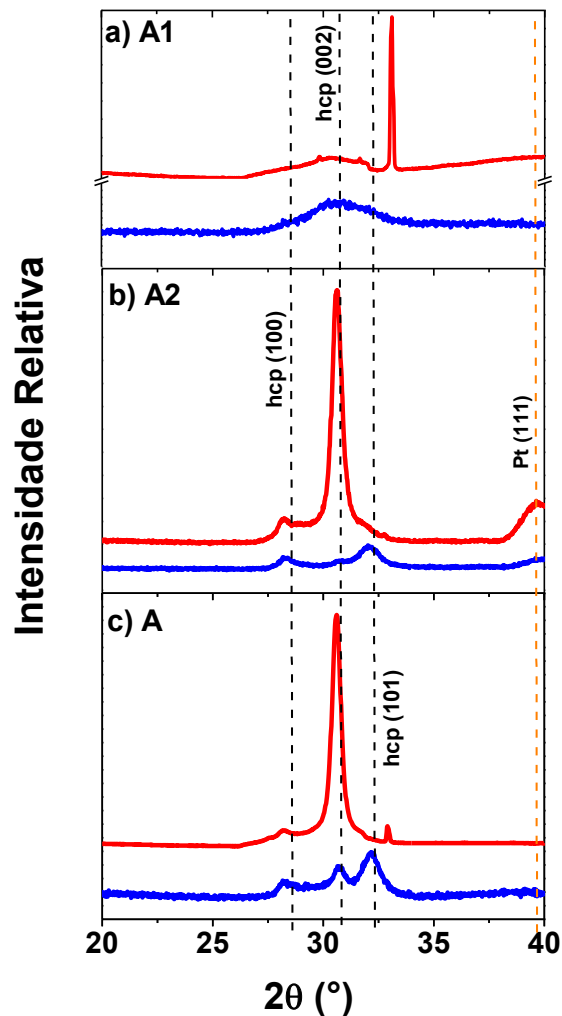 a) A1
hcp (002)
b) A2
hcp (100)
Pt (111)
c) A
hcp (101)
Intensidade Relativa
20 25 30 35 40
2θ (°)